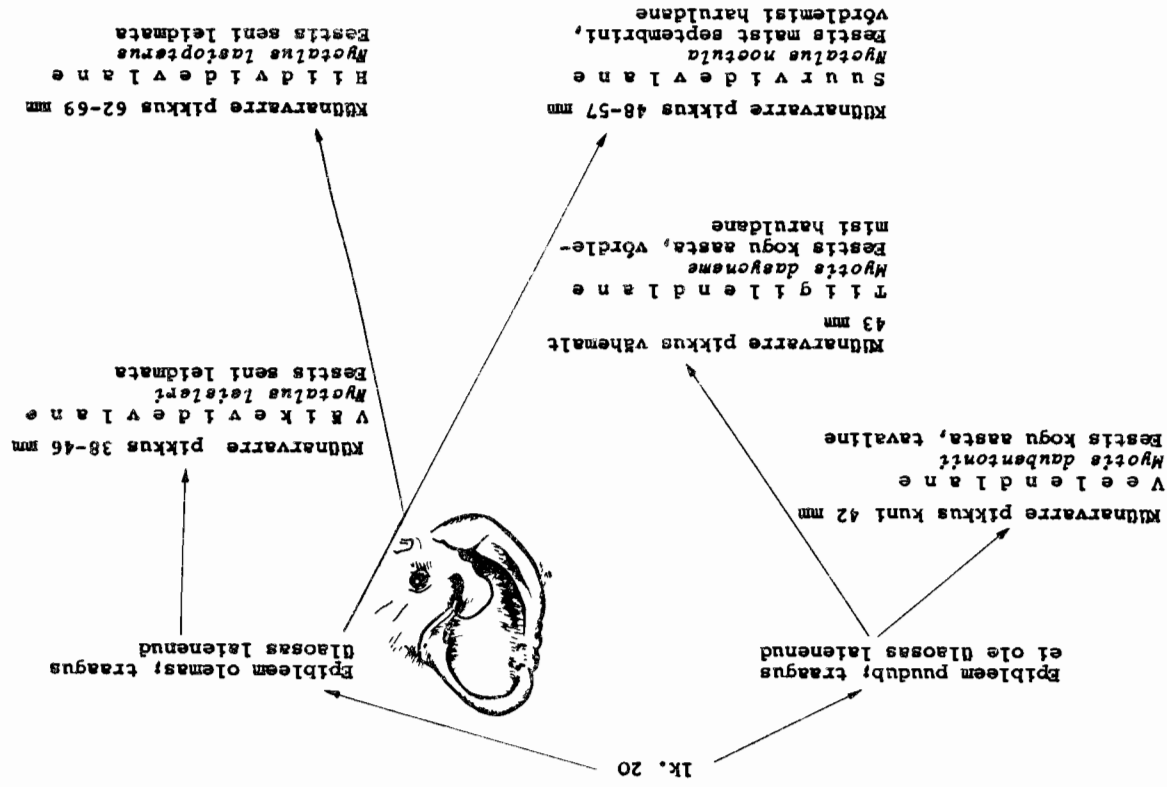 lk. 20
Epibleem puudub; traagus
ei ole ülaosas laienenud
Epibleem olemas; traagus
ülaosas laienenud
Küünarvarre pikkus kuni 42 mm
V e e l e n d l a n e
Myotis daubentonii
Eestis kogu aasta, tavaline
Küünarvarre pikkus vähemalt
43 mm
T i i g i l e n d l a n e
Myotis dasycneme
Eestis kogu aasta, võrdle-
misi haruldane
Küünarvarre pikkus 38-46 mm
V ä i k e v i d e v l a n e
Nyctalus leisleri
Eestis seni leidmata
Küünarvarre pikkus 48-57 mm
S u u r v i d e v l a n e
Nyctalus noctula
Eestis maist septembrini,
võrdlemisi haruldane
Küünarvarre pikkus 62-69 mm
H i i d v i d e v l a n e
Nyctalus lasiopterus
Eestis seni leidmata